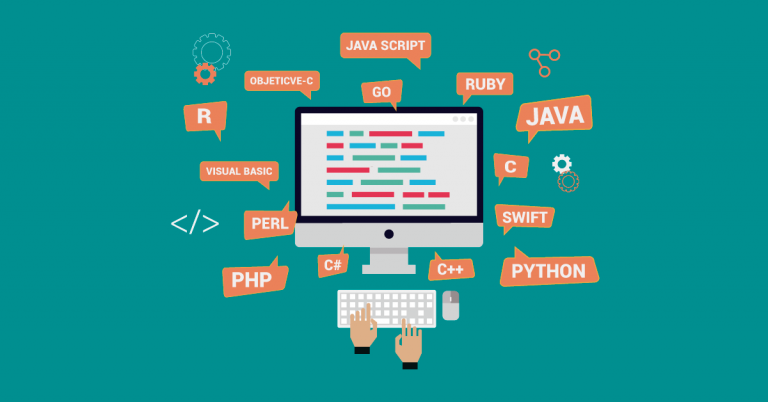 JAVA SCRIPT
OBJETICVE-C
GO
RUBY
R
JAVA
VISUAL BASIC
C
</>
PERL
SWIFT
PHP
C#
C++
PYTHON